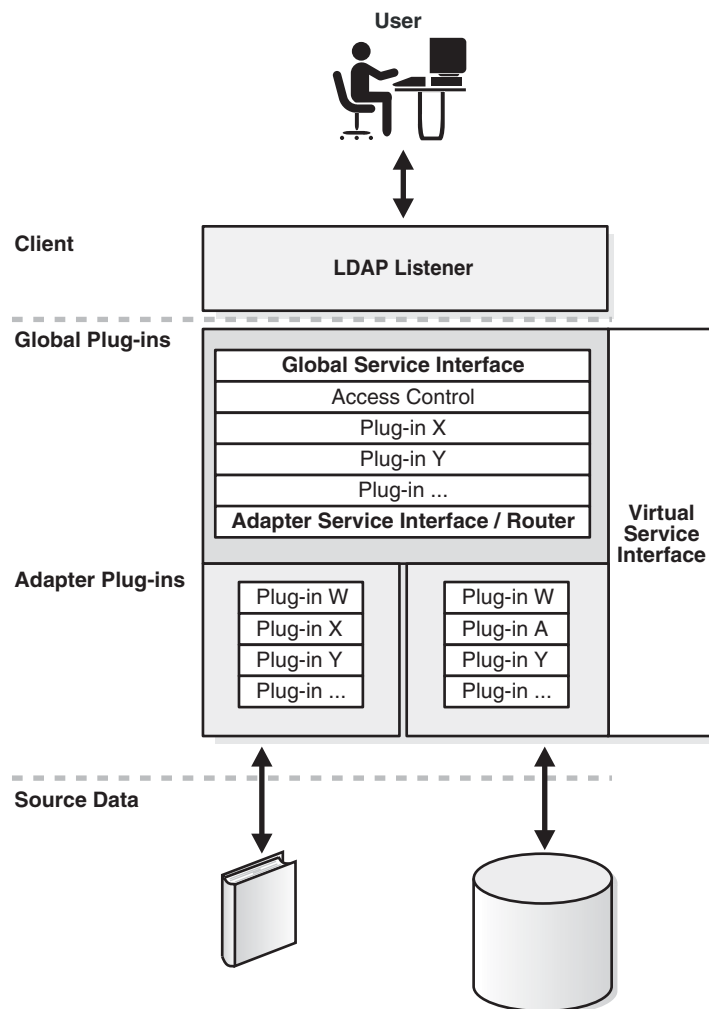 User
Client
LDAP Listener
Global Plug-ins
Global Service Interface
Access Control
Plug-in X
Plug-in Y
Plug-in ...
Adapter Service Interface / Router
Virtual
Service
Interface
Adapter Plug-ins
Plug-in W
Plug-in X
Plug-in Y
Plug-in ...
Plug-in W
Plug-in A
Plug-in Y
Plug-in ...
Source Data